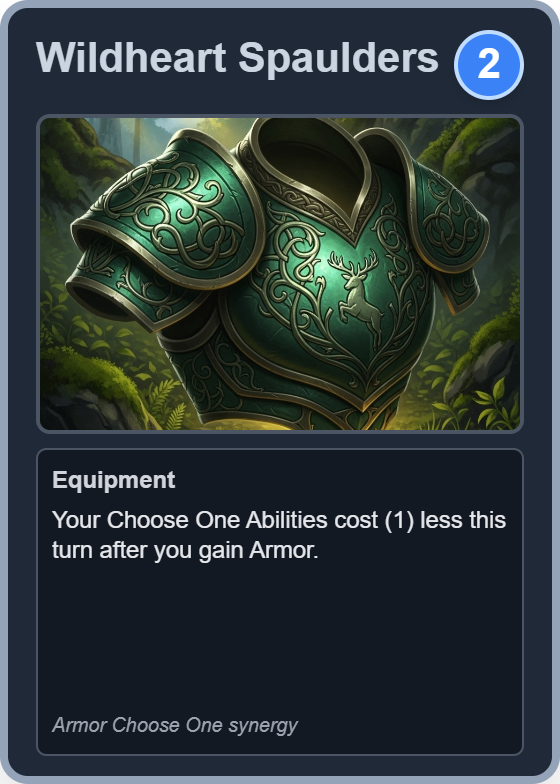 Wildheart Spaulders
2
Equipment
Your Choose One Abilities cost (1) less this
turn after you gain Armor.
Armor Choose One synergy